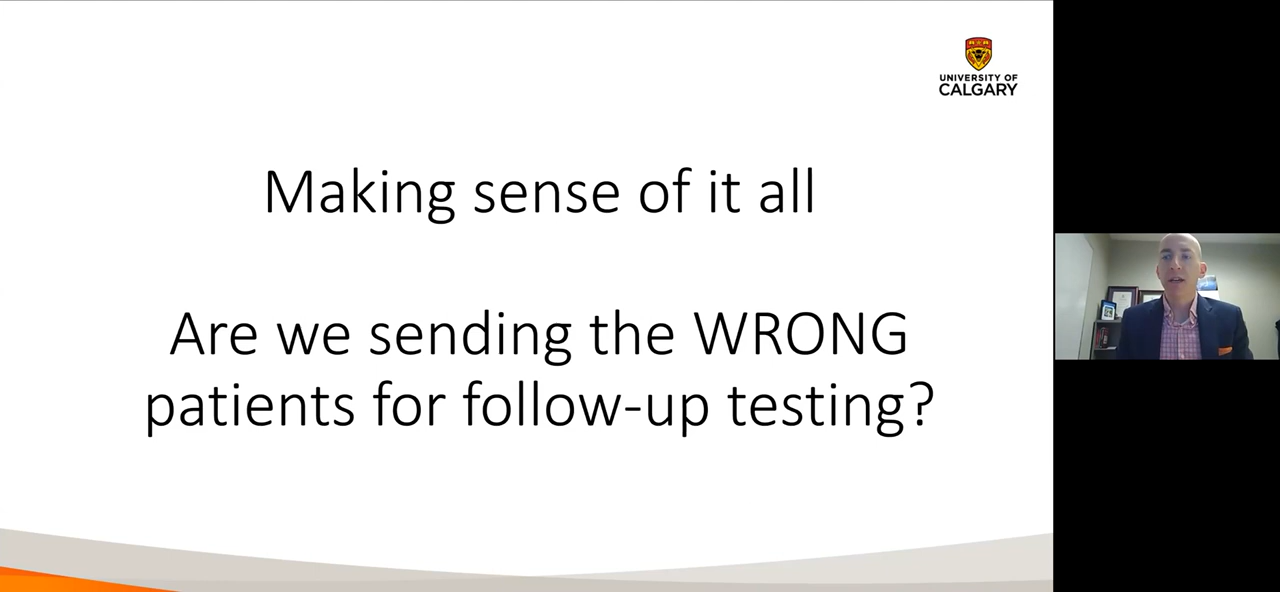 UNIVERSITY OF
CALGARY
Making sense of it all
Are we sending the WRONG
patients for follow-up testing?